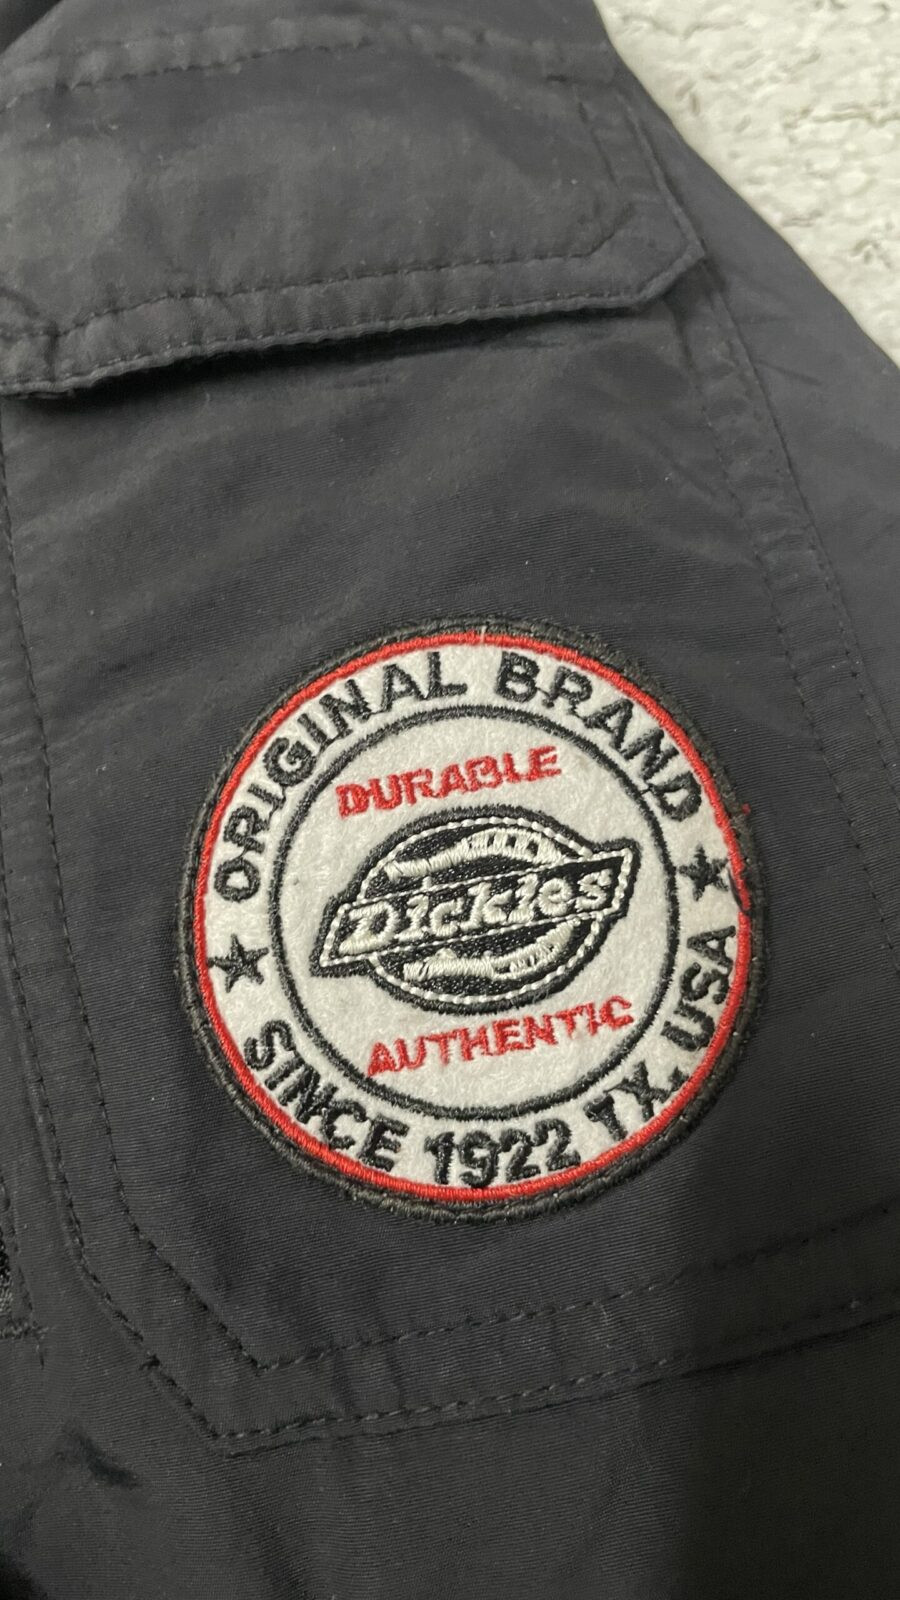 ORIGINAL BRAND
DURABLE
Dickies
AUTHENTIC
SINCE 1922 TX. USA